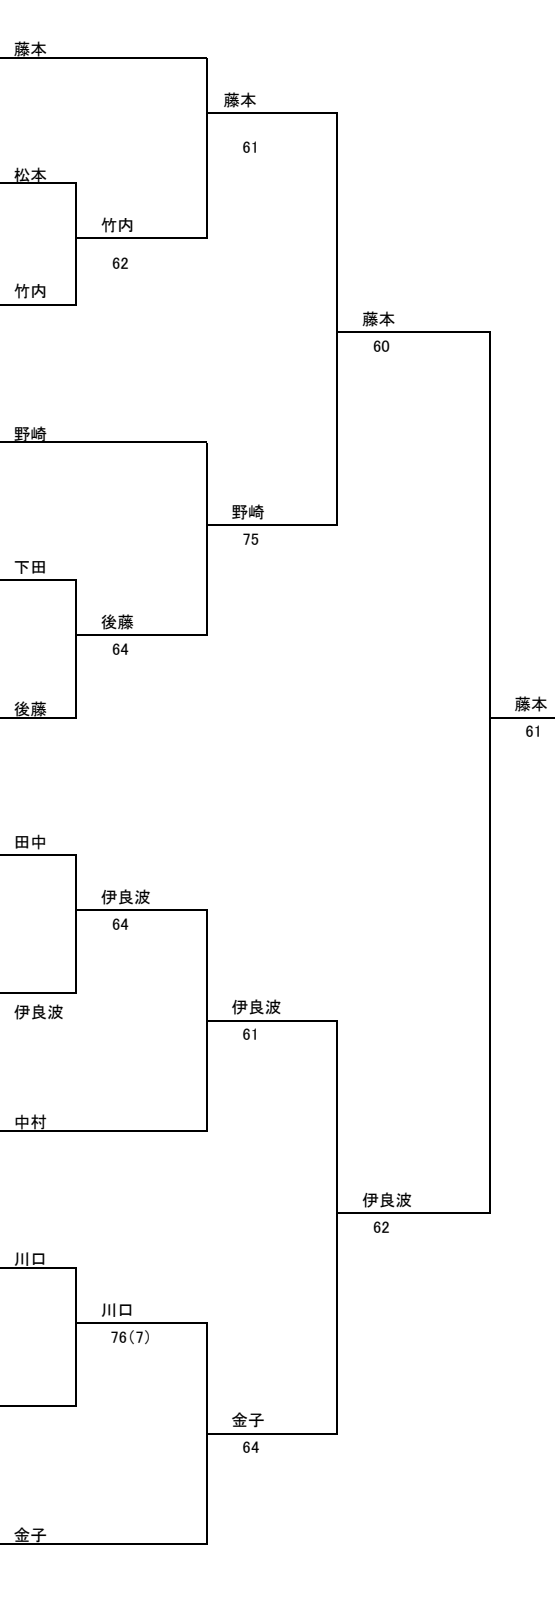 藤本
藤本
61
松本
竹内
62
竹内
藤本
60
野崎
野崎
75
下田
後藤
64
後藤
藤本
61
田中
伊良波
64
伊良波
伊良波
61
中村
伊良波
62
川口
川口
76(7)
金子
64
金子